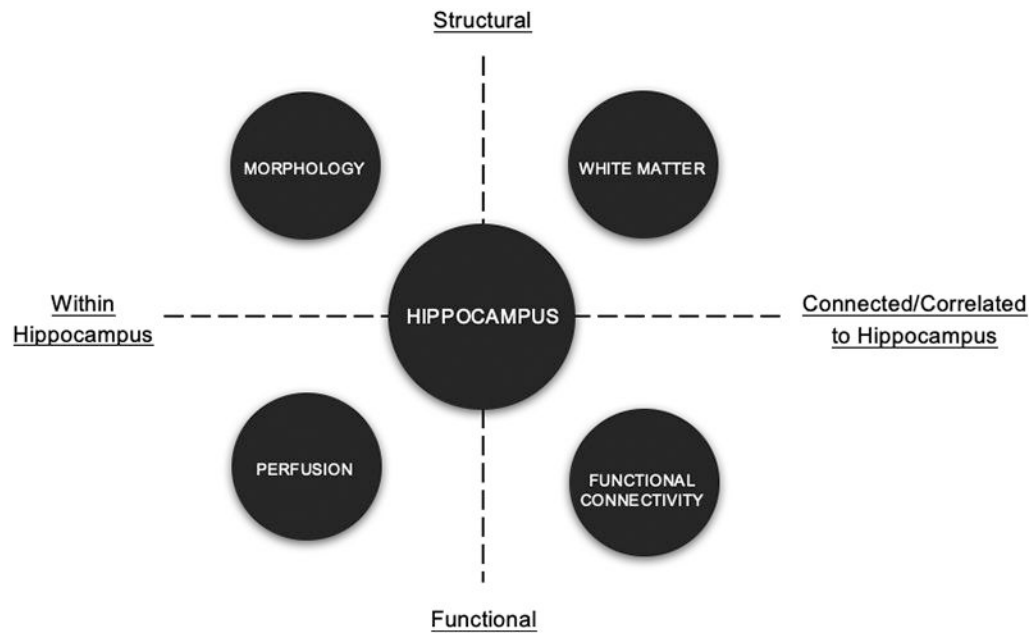 Structural
MORPHOLOGY
WHITE MATTER
Within
Hippocampus
HIPPOCAMPUS
Connected/Correlated
to Hippocampus
PERFUSION
FUNCTIONAL
CONNECTIVITY
Functional